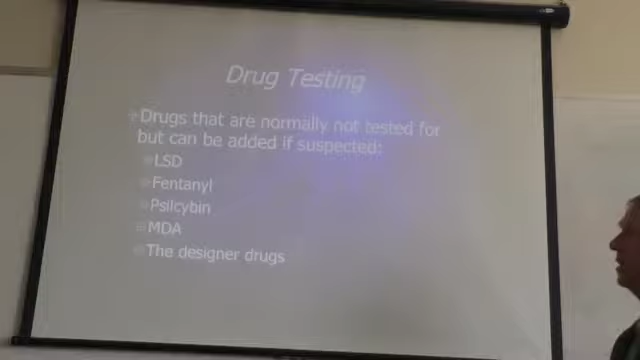 Drug Testing
Drugs that are normally not tested for
but can be added if suspected:
LSD
Fentanyl
Psilcybin
MDA
The designer drugs